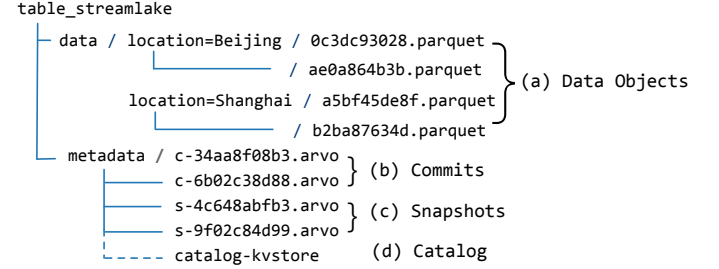 table_streamlake
data / location=Beijing / 0c3dc93028.parquet
/ ae0a864b3b.parquet
(a) Data Objects
location=Shanghai / a5bf45de8f.parquet
/ b2ba87634d.parquet
metadata / c-34aa8f08b3.arvo
c-6b02c38d88.arvo
(b) Commits
s-4c648abfb3.arvo
s-9f02c84d99.arvo
(c) Snapshots
catalog-kvstore
(d) Catalog